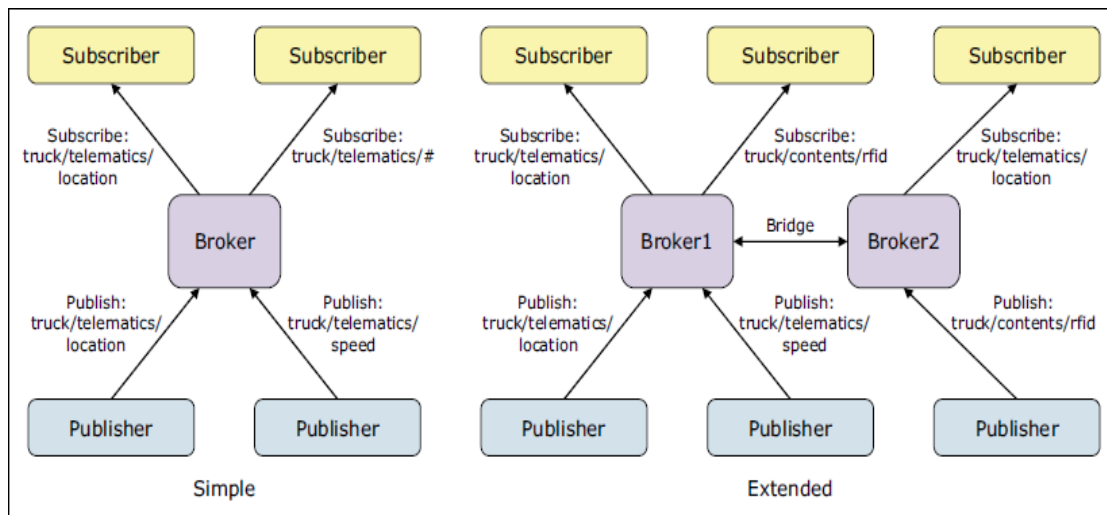 Subscriber
Subscriber
Subscribe:
truck/telematics/
location
Subscribe:
truck/telematics/#
Broker
Publish:
truck/telematics/
location
Publish:
truck/telematics/
speed
Publisher
Publisher
Simple
Subscriber
Subscriber
Subscriber
Subscribe:
truck/telematics/
location
Subscribe:
truck/contents/rfid
Subscribe:
truck/telematics/
location
Broker1
Bridge
Broker2
Publish:
truck/telematics/
location
Publish:
truck/telematics/
speed
Publish:
truck/contents/rfid
Publisher
Publisher
Publisher
Extended